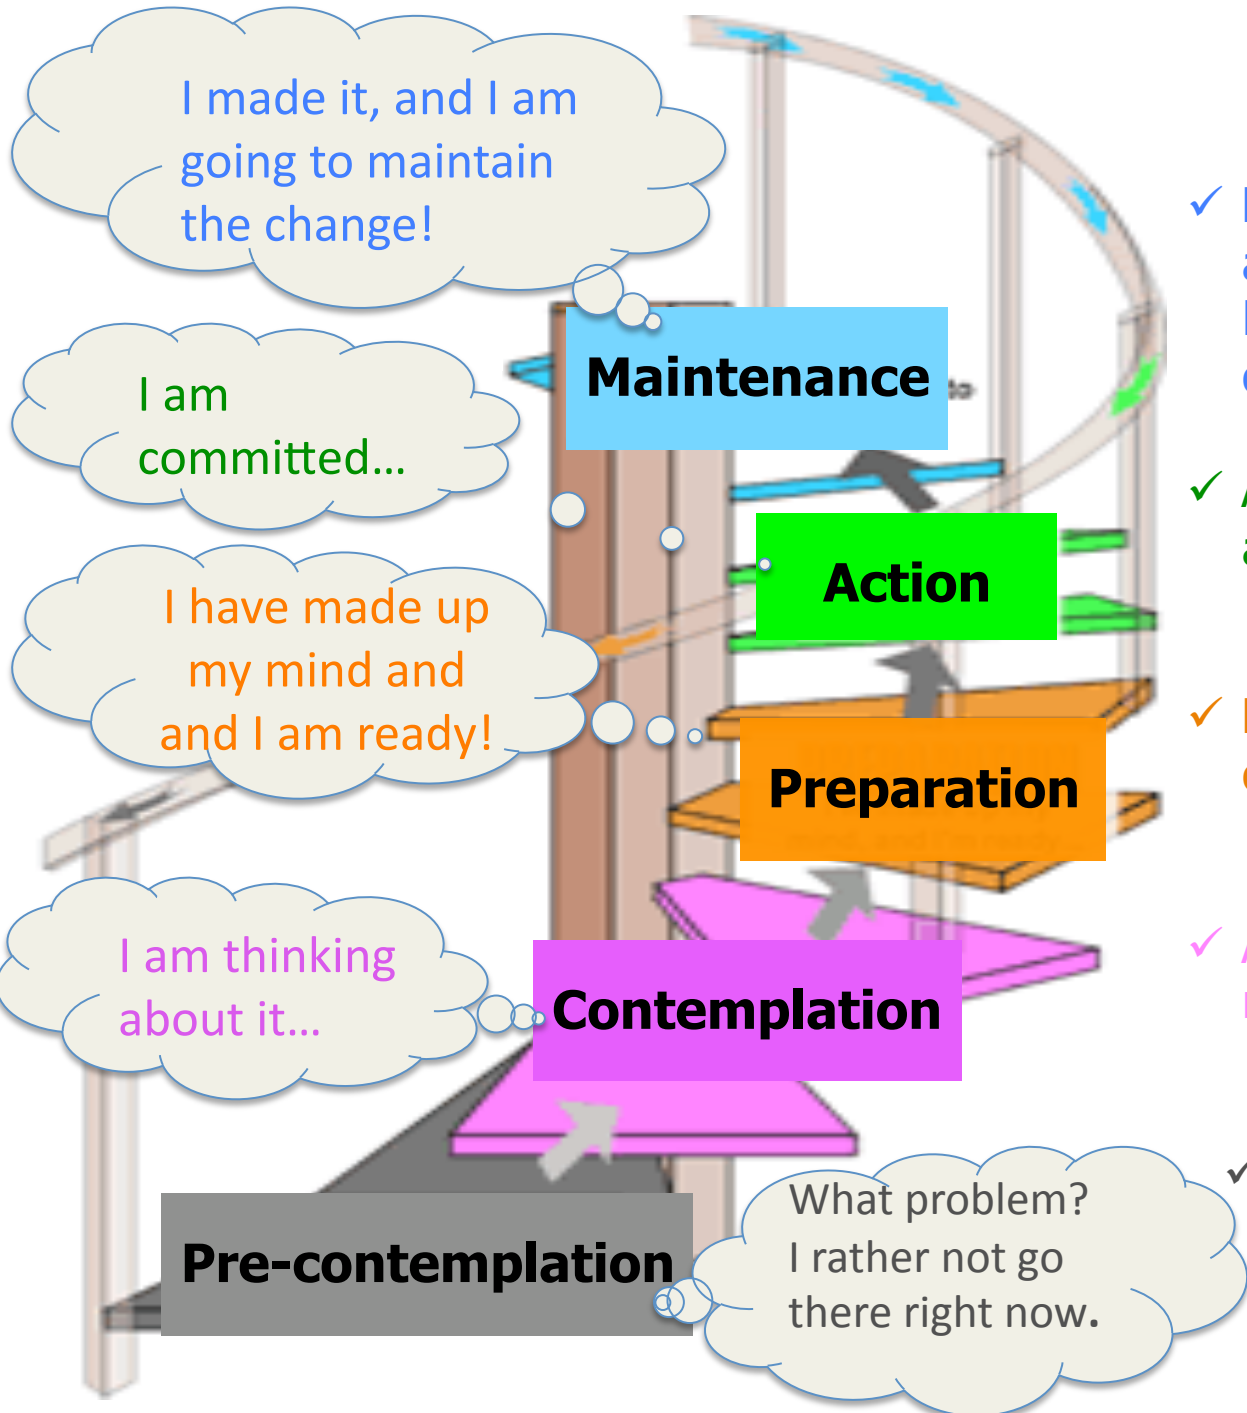 I made it, and I am
going to maintain
the change!
Maintenance
I am
committed...
Action
I have made up
my mind and
and I am ready!
Preparation
I am thinking
about it...
Contemplation
What problem?
I rather not go
there right now.
Pre-contemplation